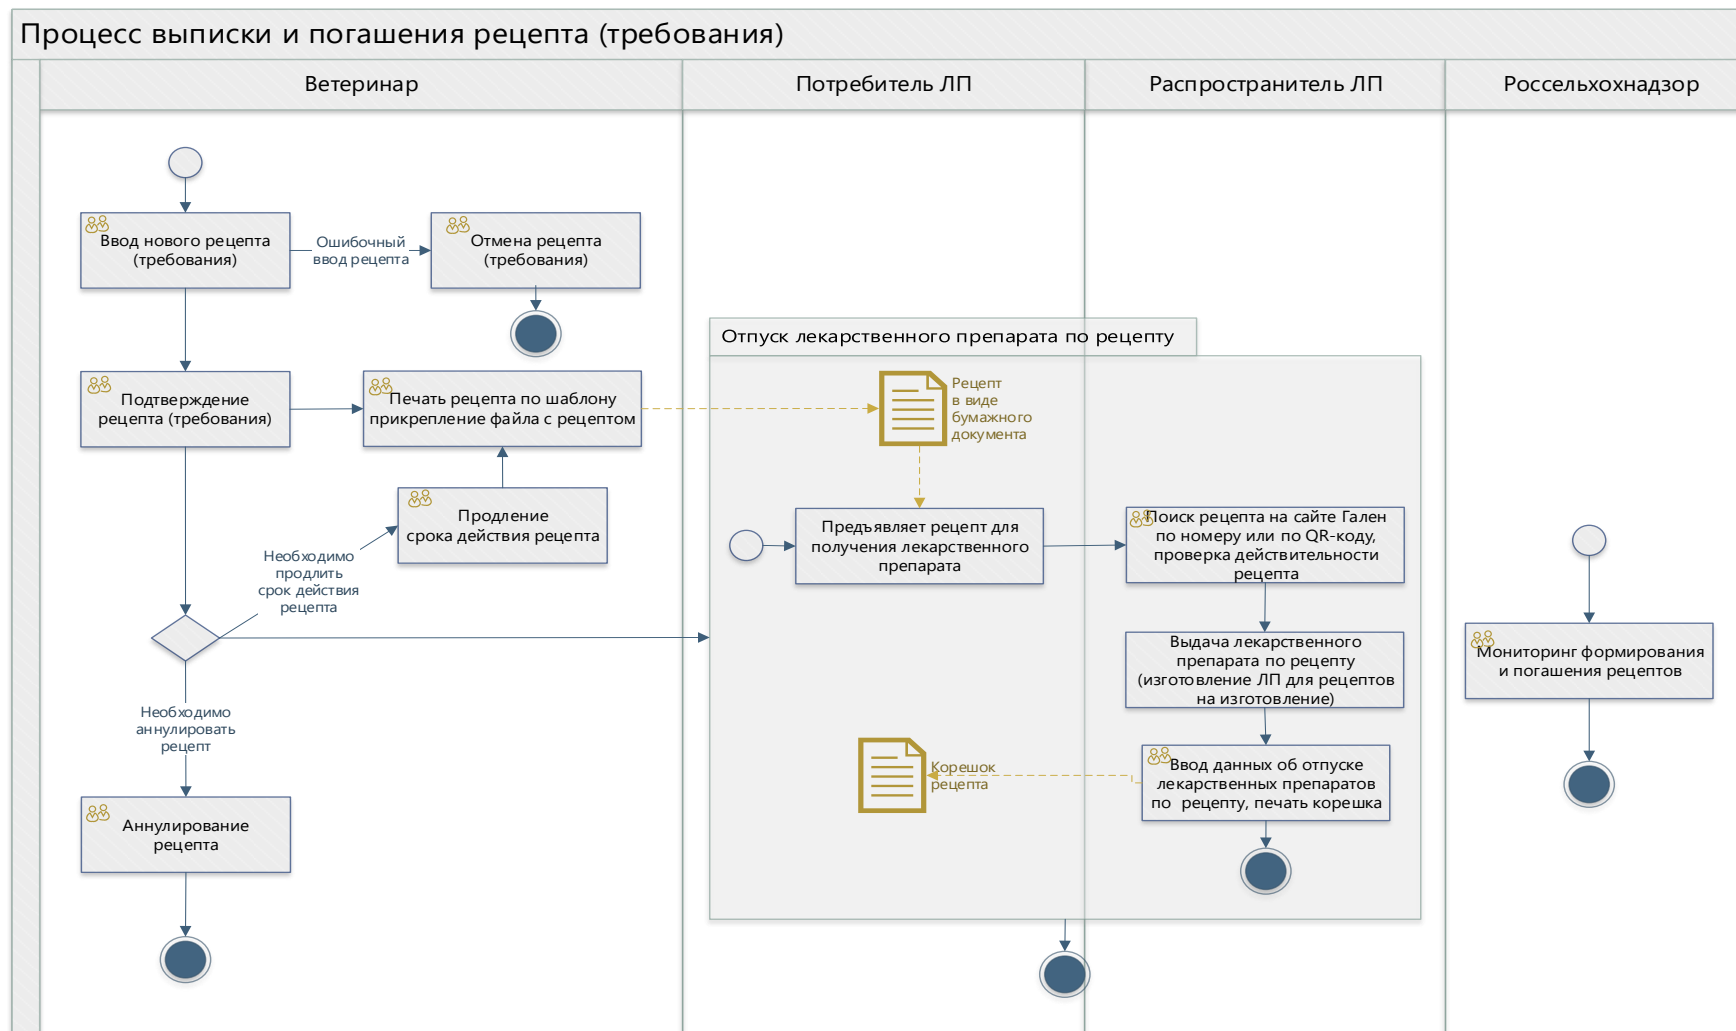 Процесс выписки и погашения рецепта (требования)
Ветеринар
Потребитель ЛП
Распространитель ЛП
Россельхохнадзор
Ввод нового рецепта
(требования)
Ошибочный
ввод рецепта
Отмена рецепта
(требования)
Подтверждение
рецепта (требования)
Печать рецепта по шаблону
прикрепление файла с рецептом
Продление
срока действия рецепта
Необходимо
продлить
срок действия
рецепта
Необходимо
аннулировать
рецепт
Аннулирование
рецепта
Отпуск лекарственного препарата по рецепту
Рецепт
в виде
бумажного
документа
Предъявляет рецепт для
получения лекарственного
препарата
Поиск рецепта на сайте Гален
по номеру или по QR-коду,
проверка действительности
рецепта
Выдача лекарственного
препарата по рецепту
(изготовление ЛП для рецептов
на изготовление)
Ввод данных об отпуске
лекарственных препаратов
по рецепту, печать корешка
Корешок
рецепта
Мониторинг формирования
и погашения рецептов